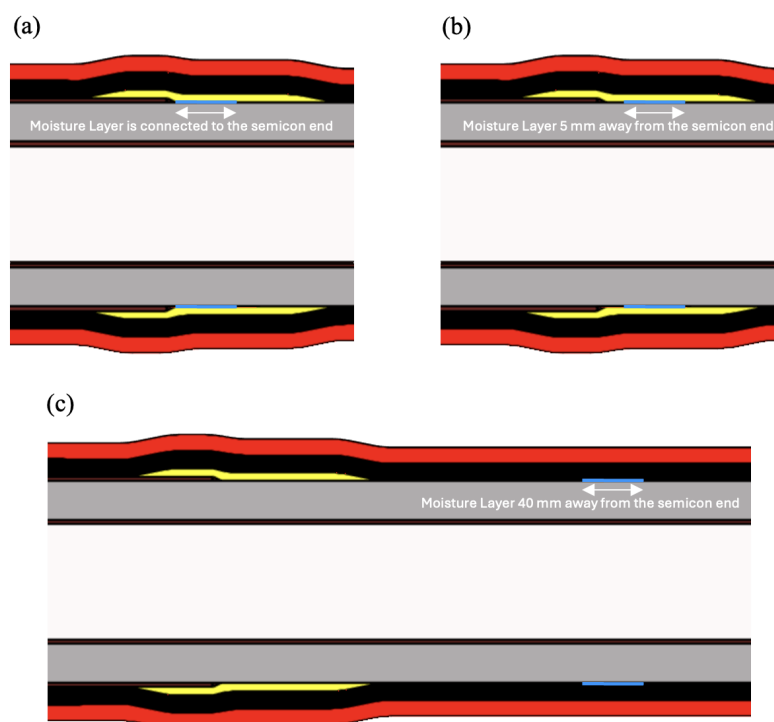 (a)
(b)
Moisture Layer is connected to the semicon end
Moisture Layer 5 mm away from the semicon end
(c)
Moisture Layer 40 mm away from the semicon end